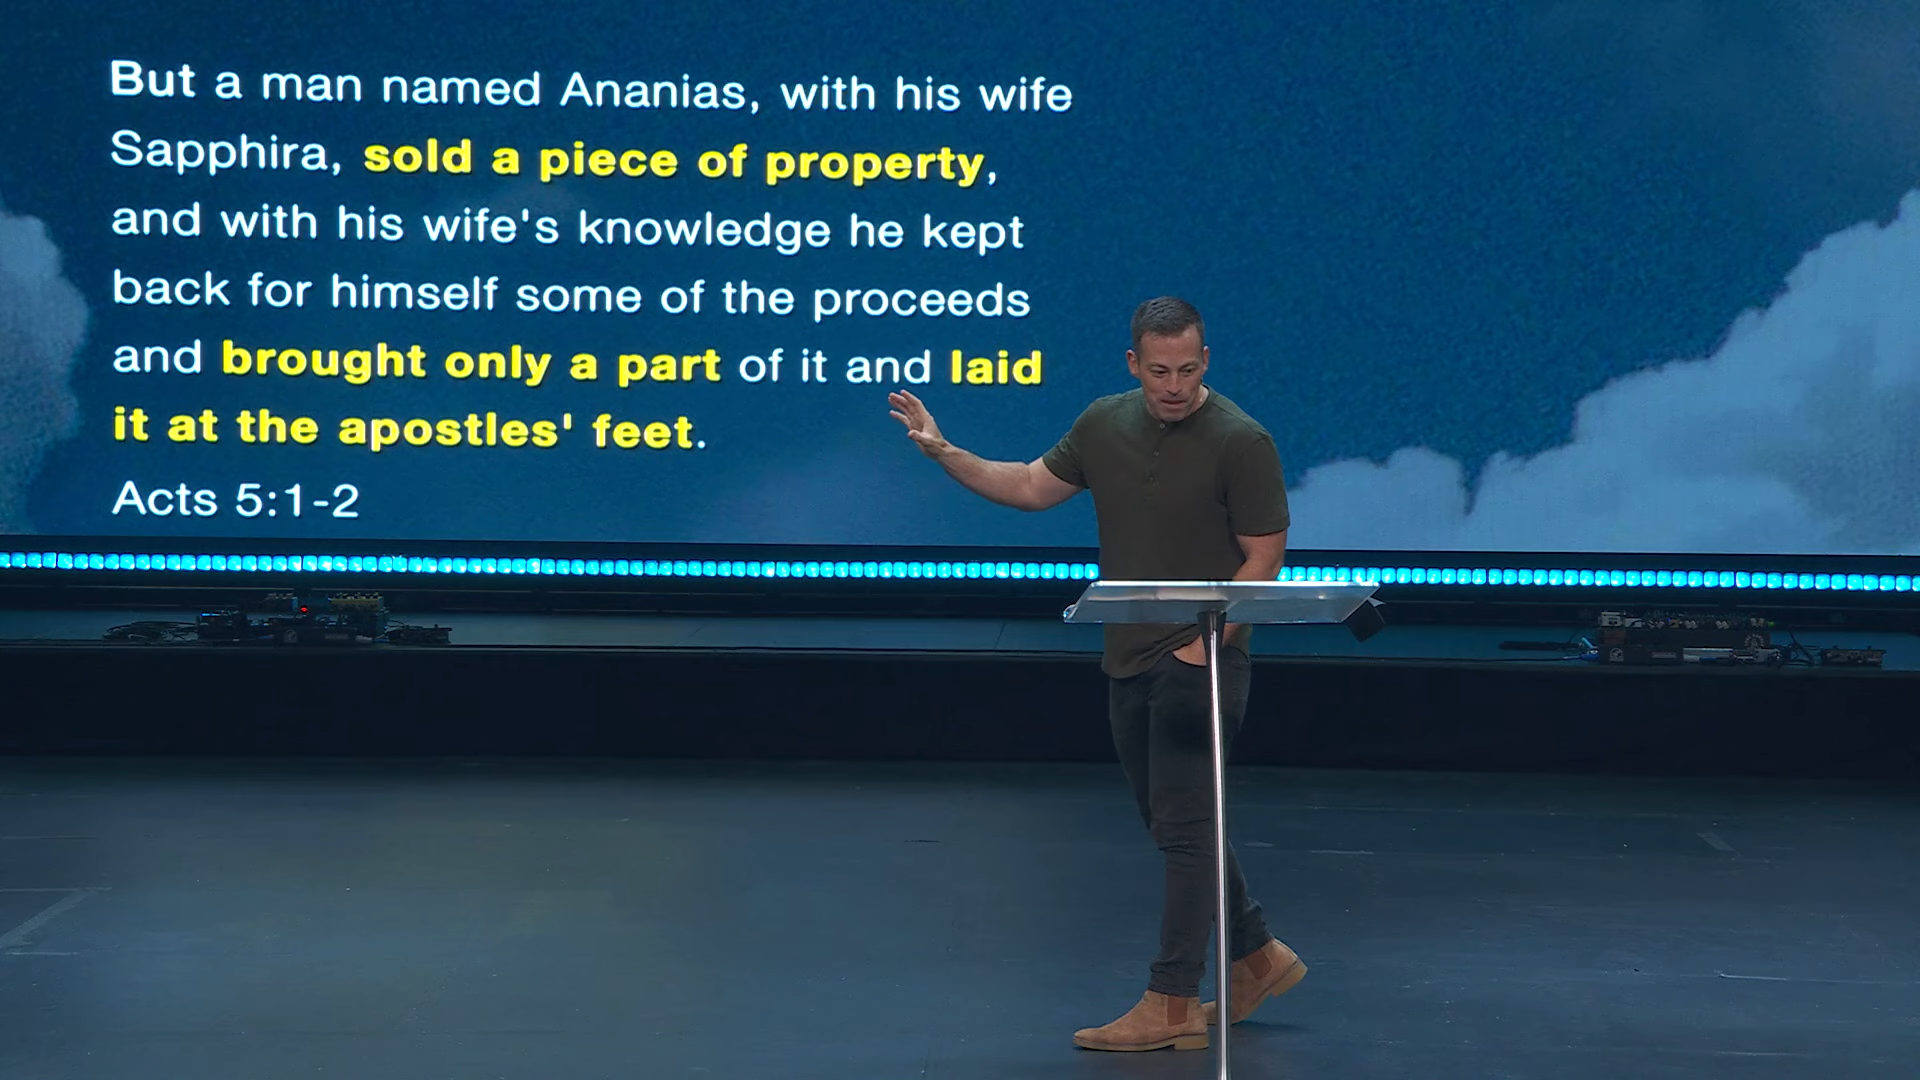 But a man named Ananias, with his wife
Sapphira, sold a piece of property,
and with his wife's knowledge he kept
back for himself some of the proceeds
and brought only a part of it and laid
it at the apostles' feet.
Acts 5:1-2